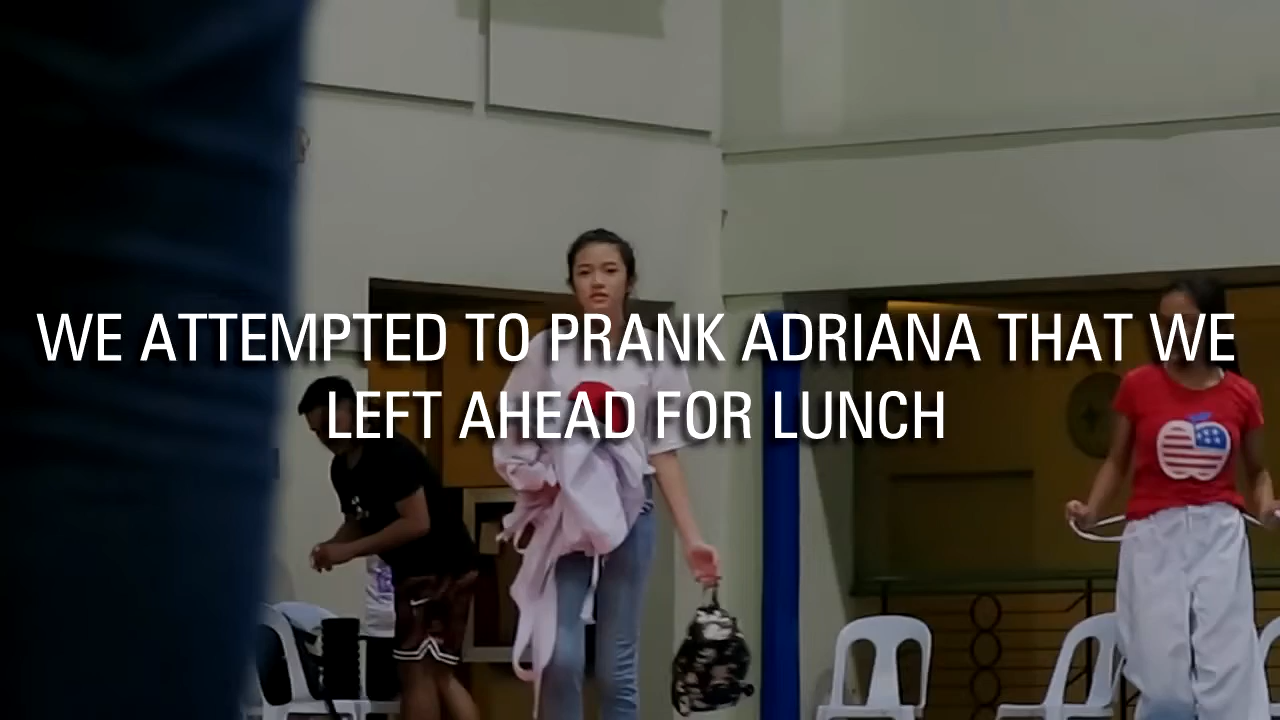 WE ATTEMPTED TO PRANK ADRIANA THAT WE
LEFT AHEAD FOR LUNCH